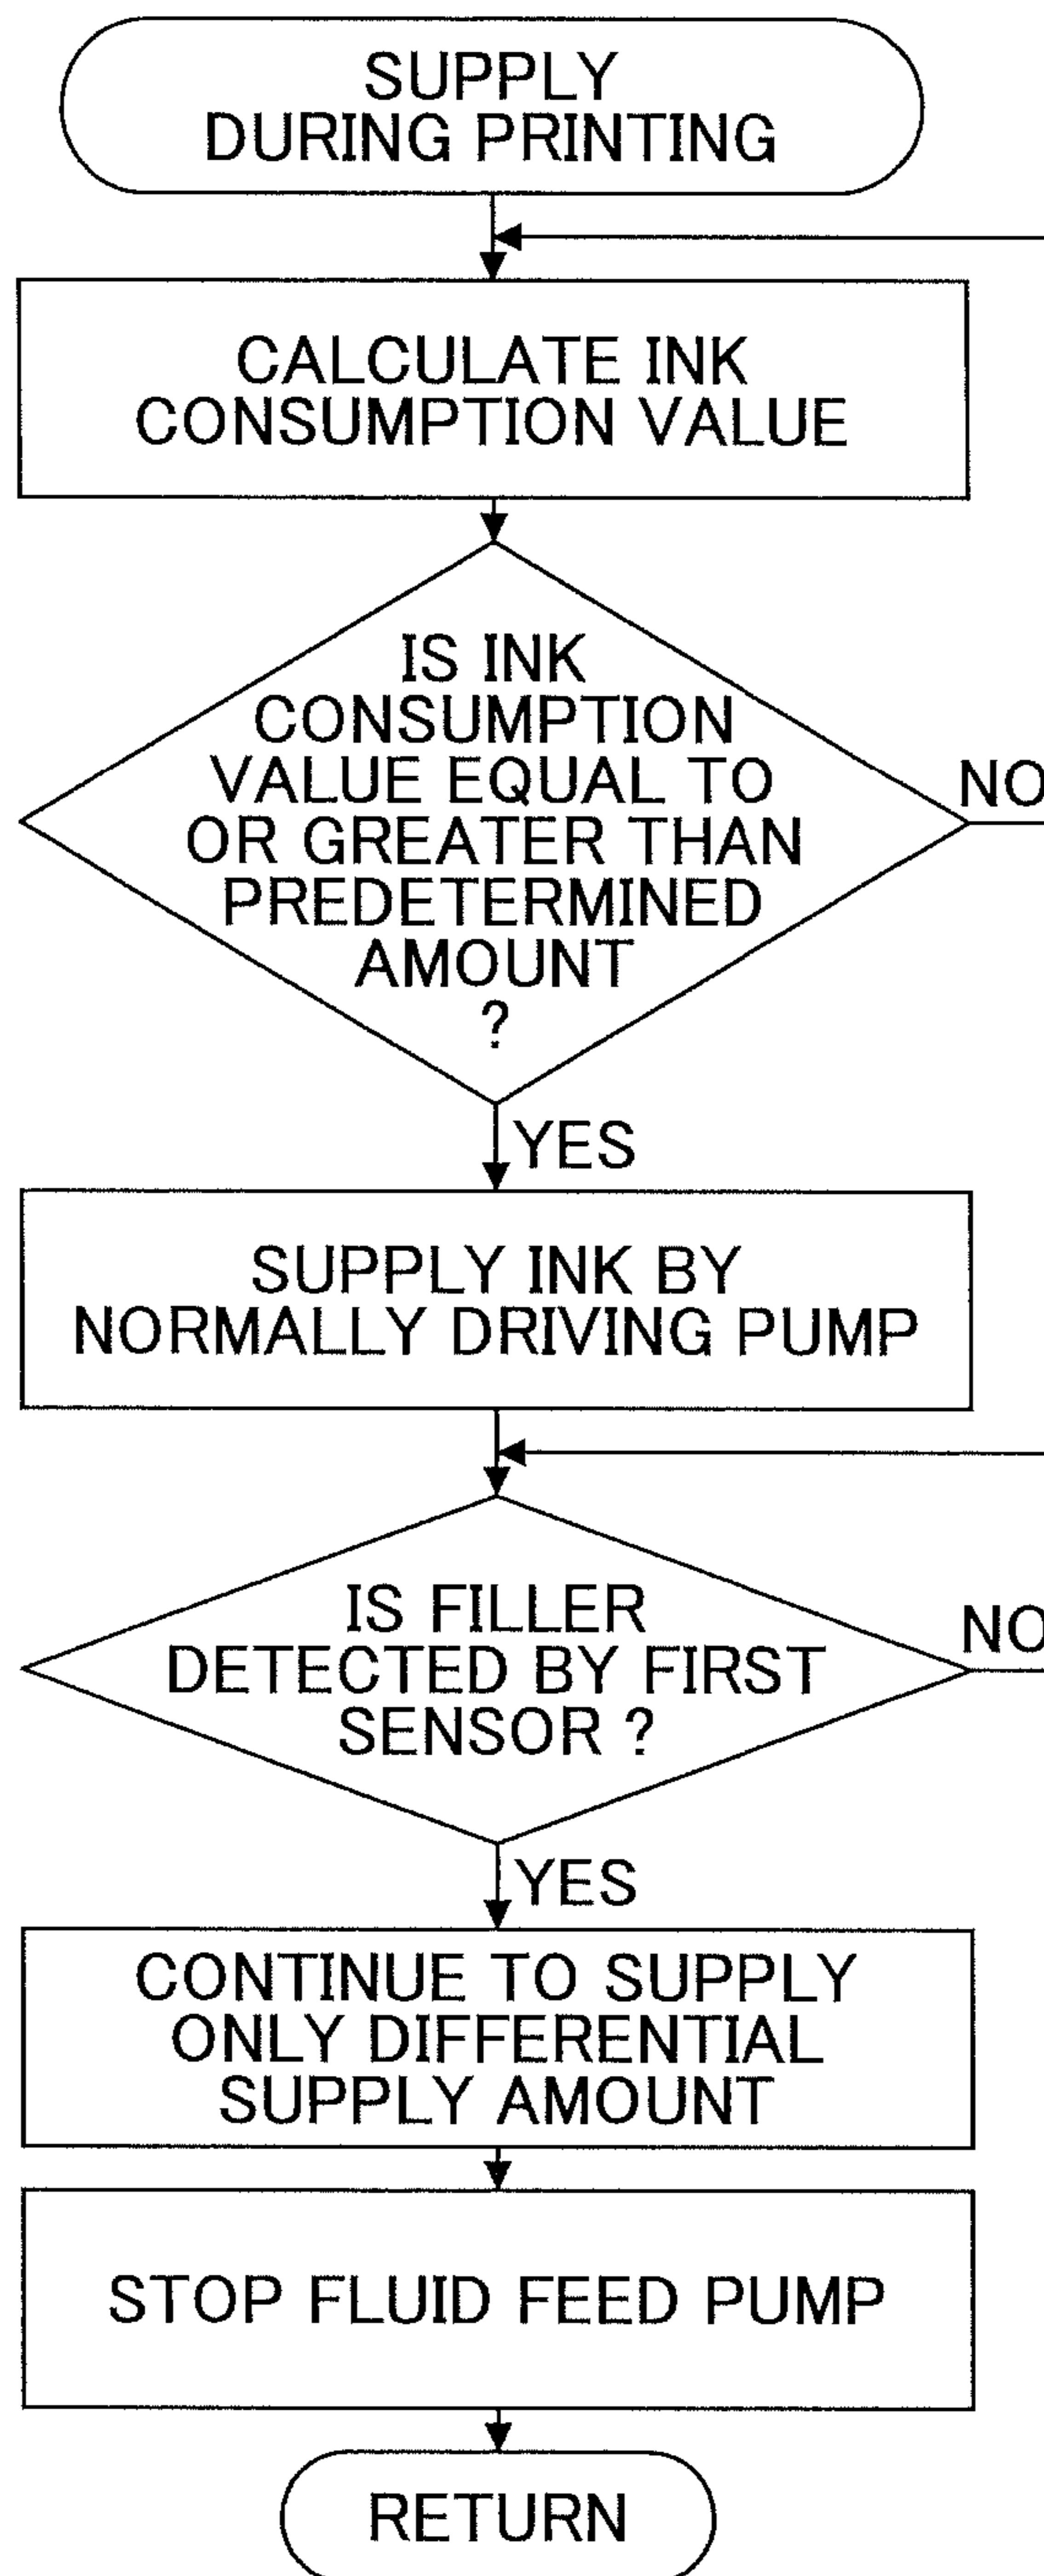 SUPPLY
DURING PRINTING
CALCULATE INK
CONSUMPTION VALUE
IS INK
CONSUMPTION
VALUE EQUAL TO
OR GREATER THAN
PREDETERMINED
AMOUNT
?
NO
YES
SUPPLY INK BY
NORMALLY DRIVING PUMP
IS FILLER
DETECTED BY FIRST
SENSOR ?
NO
YES
CONTINUE TO SUPPLY
ONLY DIFFERENTIAL
SUPPLY AMOUNT
STOP FLUID FEED PUMP
RETURN